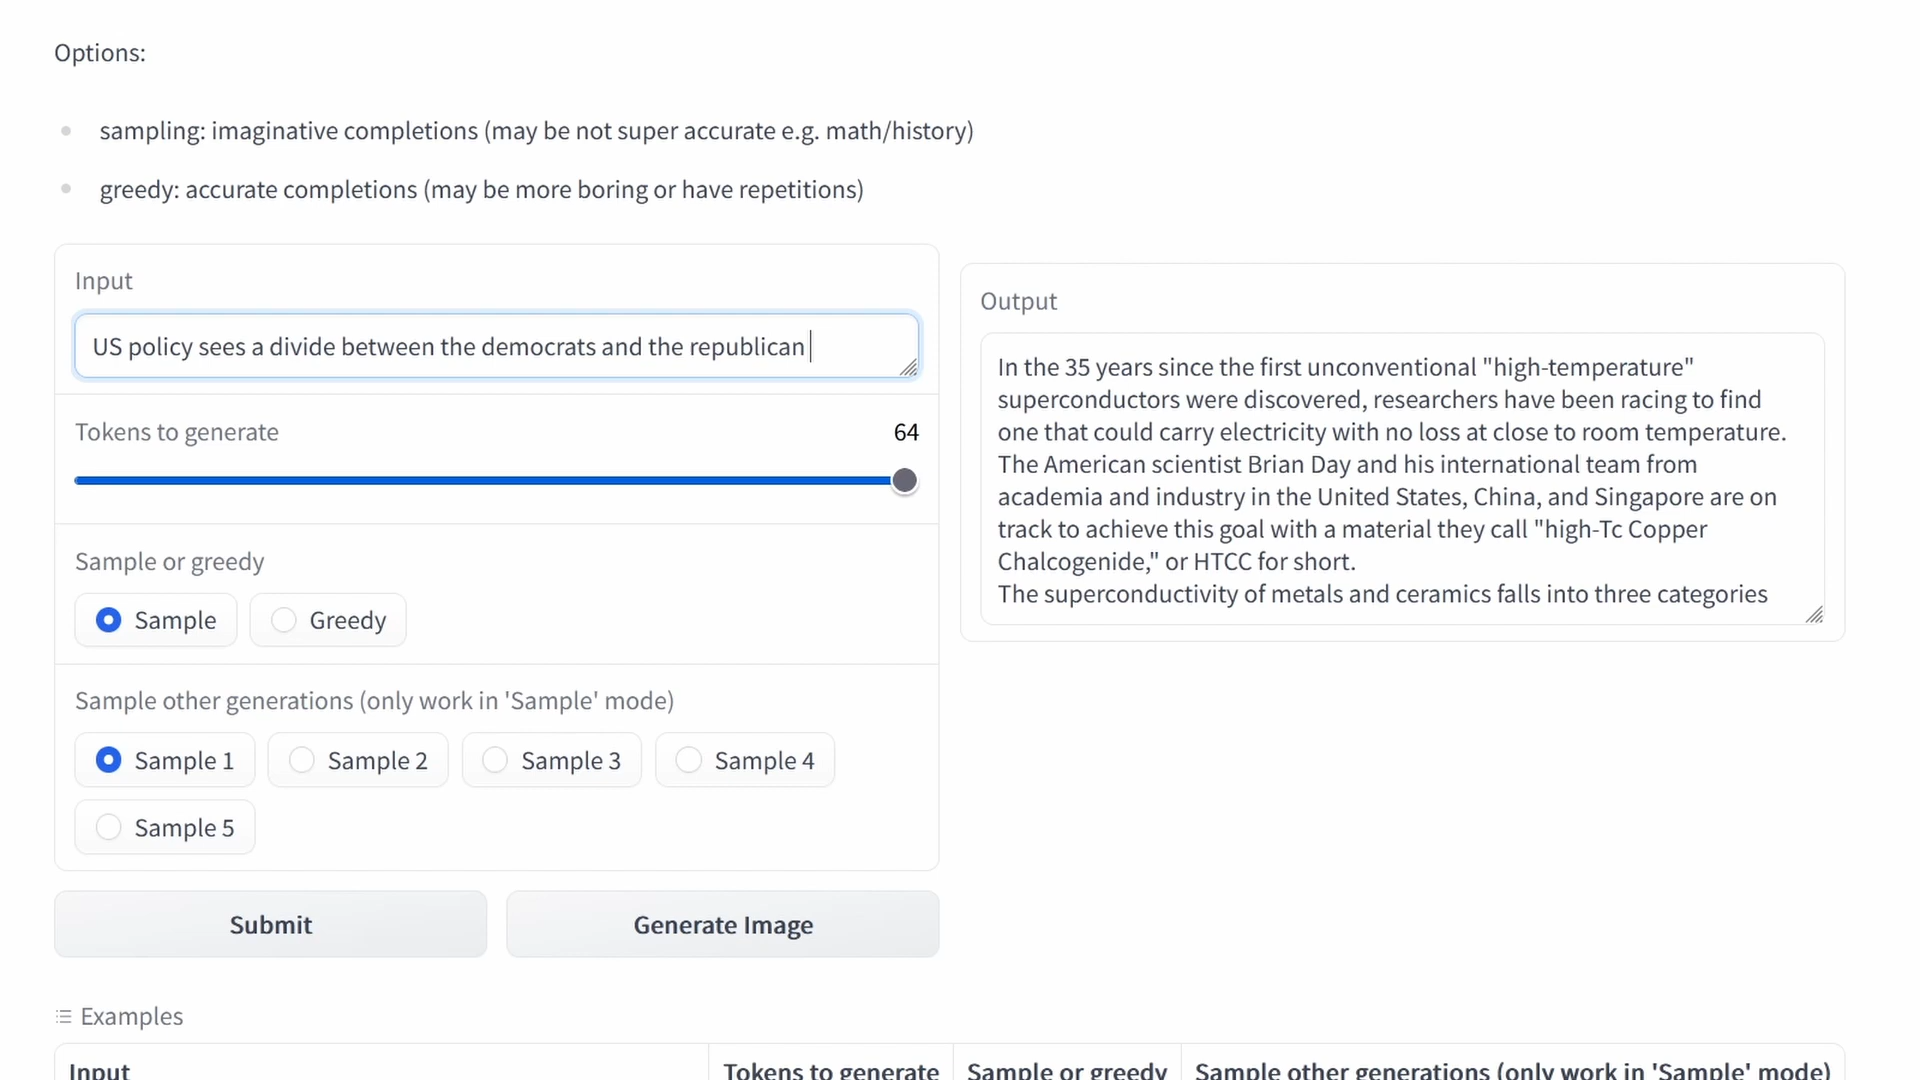 Options:
sampling: imaginative completions (may be not super accurate e.g. math/history)
greedy: accurate completions (may be more boring or have repetitions)
Input
US policy sees a divide between the democrats and the republican
Tokens to generate
64
Sample or greedy
Sample
Greedy
Sample other generations (only work in 'Sample' mode)
Sample 1
Sample 2
Sample 3
Sample 4
Sample 5
Submit
Generate Image
Output
In the 35 years since the first unconventional "high-temperature"
superconductors were discovered, researchers have been racing to find
one that could carry electricity with no loss at close to room temperature.
The American scientist Brian Day and his international team from
academia and industry in the United States, China, and Singapore are on
track to achieve this goal with a material they call "high-Tc Copper
Chalcogenide," or HTCC for short.
The superconductivity of metals and ceramics falls into three categories
Examples
Input
Tokens to generate
Sample or greedy
Sample other generations (only work in 'Sample' mode)